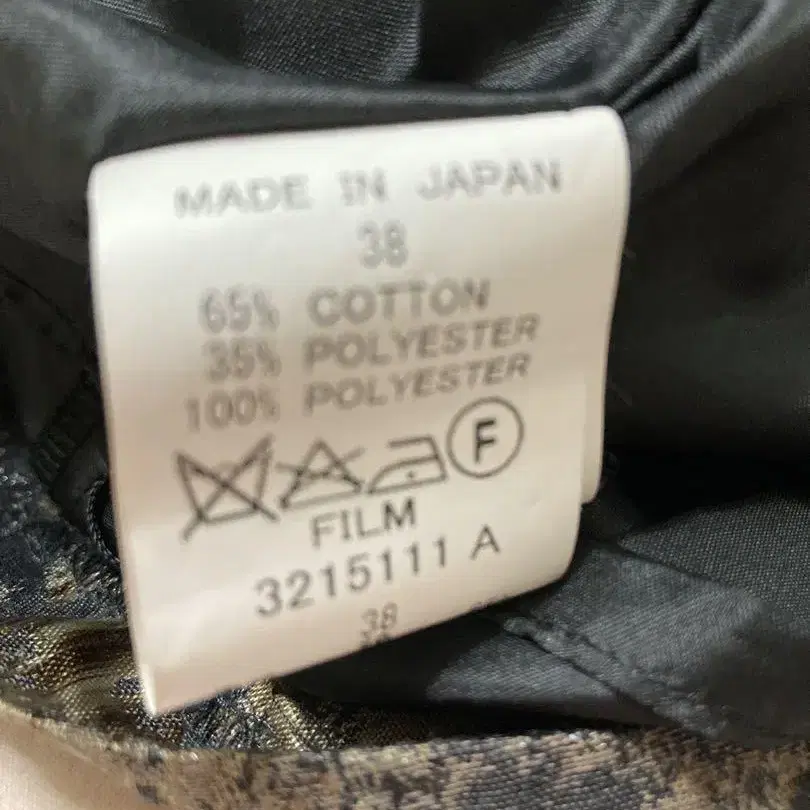 MADE IN JAPAN
38
65% COTTON
35% POLYESTER
100% POLYESTER
F
FILM
3215111 A
38